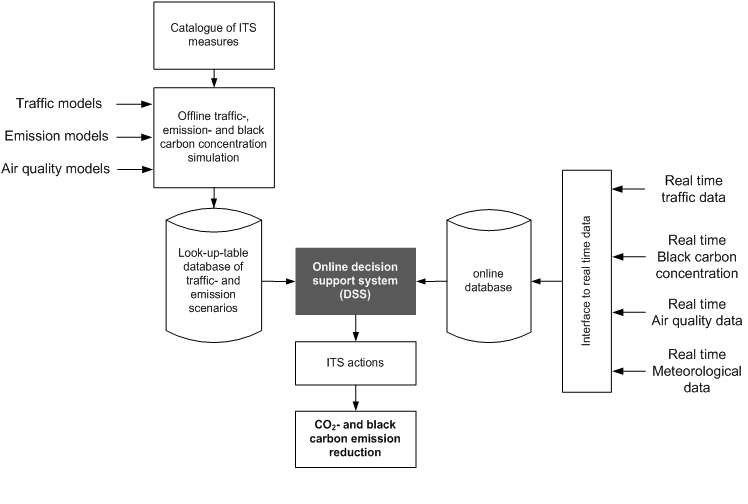 Catalogue of ITS
measures
Traffic models
Emission models
Air quality models
Offline traffic-,
emission- and black
carbon concentration
simulation
Look-up-table
database of
traffic- and
emission
scenarios
Online decision
support system
(DSS)
online
database
Interface to real time data
Real time
traffic data
Real time
Black carbon
concentration
Real time
Air quality data
Real time
Meteorological
data
ITS actions
CO₂- and black
carbon emission
reduction